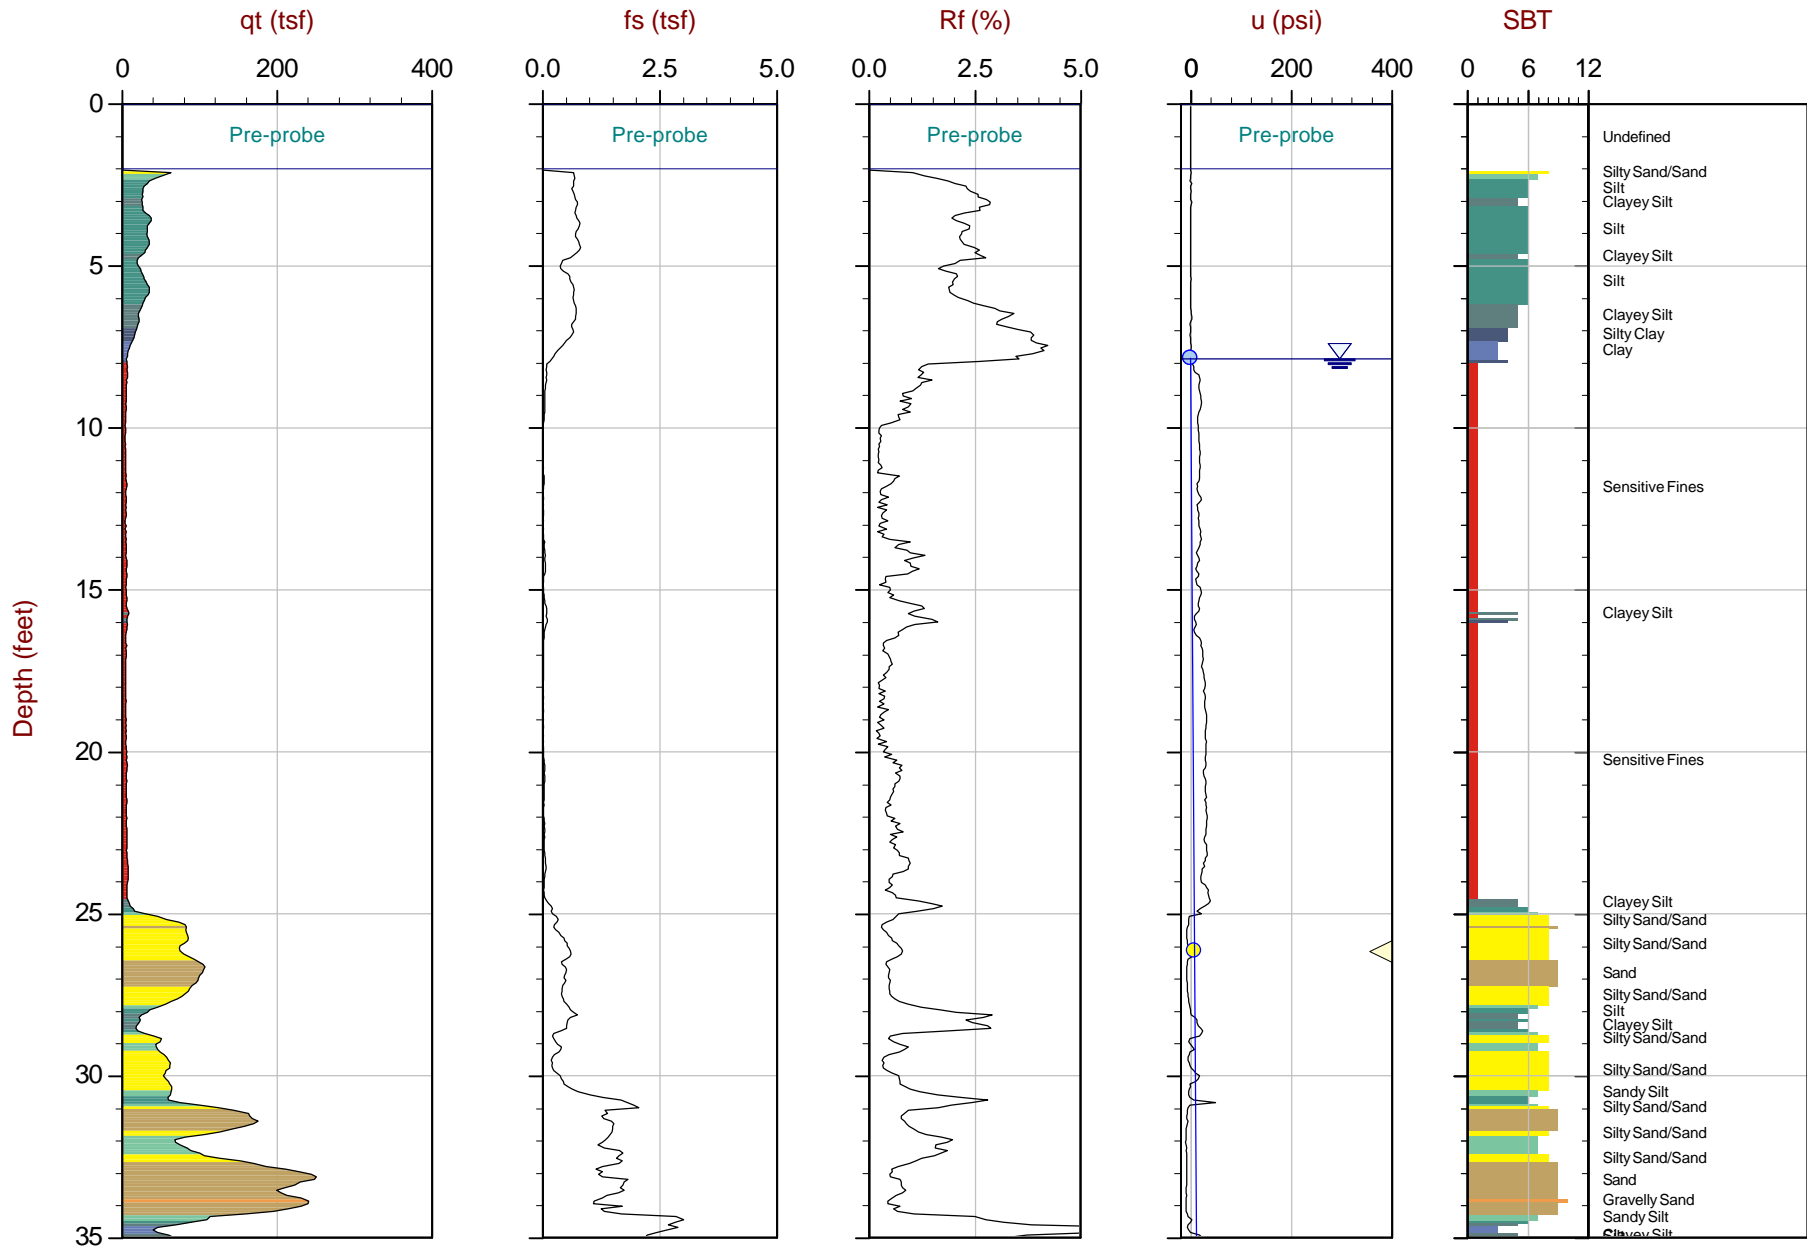 qt (tsf) fs (tsf) Rf (%) u (psi) SBT
0 200 400 0.0 2.5 5.0 0.0 2.5 5.0 0 200 400 0 6 12
0
Pre-probe Pre-probe Pre-probe Pre-probe
Undefined
Silty Sand/Sand
Silt
Clayey Silt
Silt
Clayey Silt
5
Silt
Clayey Silt
Silty Clay
Clay
10
Sensitive Fines
15
Clayey Silt
Depth (feet)
20
Sensitive Fines
Clayey Silt
25
Silty Sand/Sand
Silty Sand/Sand
Sand
Silty Sand/Sand
Silt
Clayey Silt
Silty Sand/Sand
Silty Sand/Sand
30
Sandy Silt
Silty Sand/Sand
Silty Sand/Sand
Silty Sand/Sand
Sand
Gravelly Sand
Sandy Silt
35